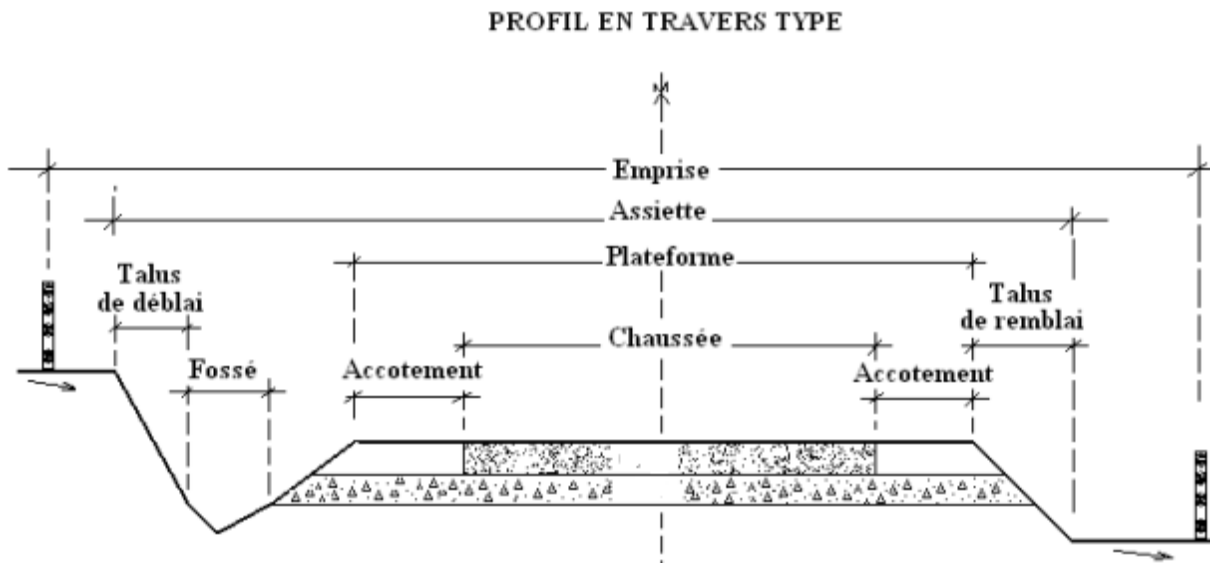 PROFIL EN TRAVERS TYPE
Emprise
Assiette
Plateforme
Talus
de déblai
Talus
de remblai
Chaussée
Fossé
Accotement
Accotement